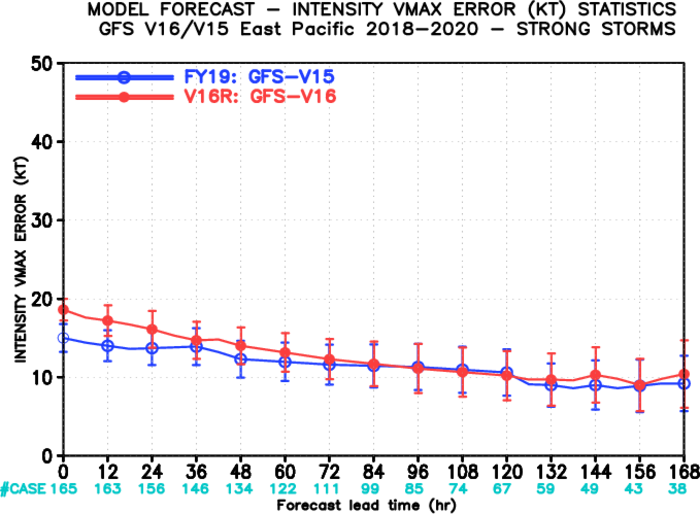 MODEL FORECAST – INTENSITY VMAX ERROR (KT) STATISTICS
GFS V16/V15 East Pacific 2018–2020 – STRONG STORMS
INTENSITY VMAX ERROR (KT)
50
40
30
20
10
0
FY19: GFS–V15
V16R: GFS–V16
0 12 24 36 48 60 72 84 96 108 120 132 144 156 168
#CASE 165 163 156 146 134 122 111 99 85 74 67 59 49 43 38
Forecast lead time (hr)